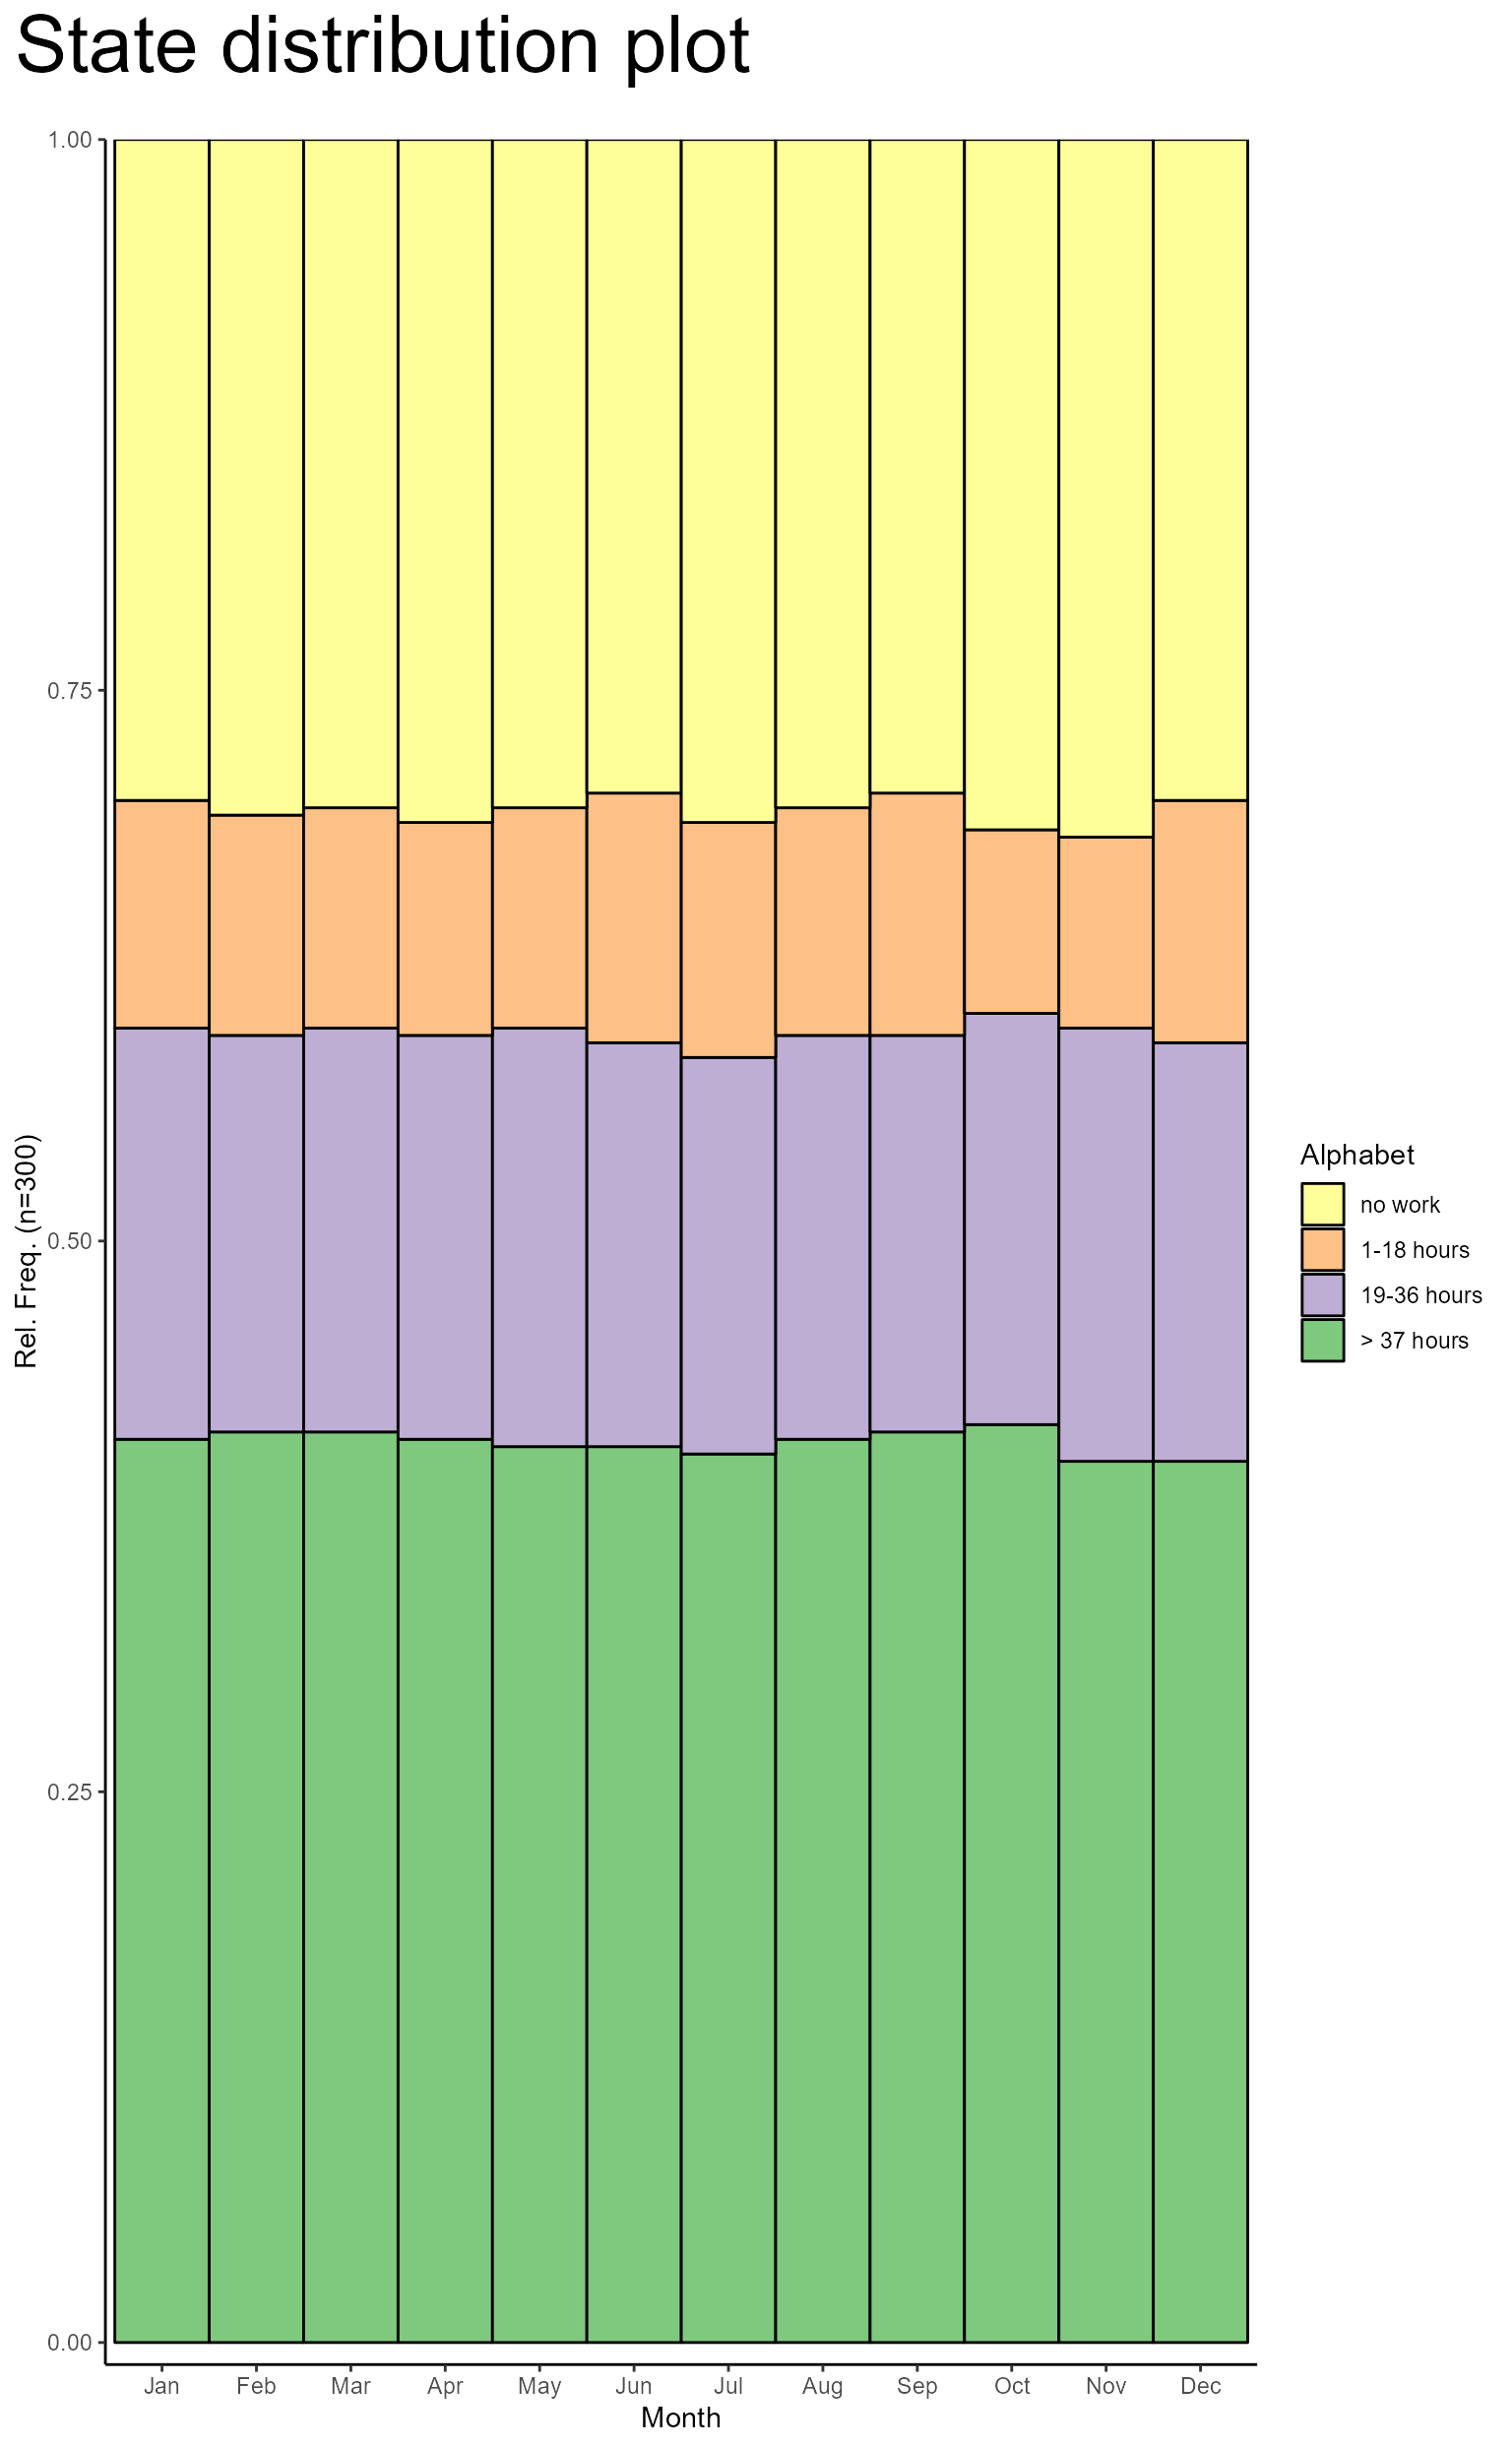 State distribution plot
1.00
0.75
0.50
0.25
0.00
Rel. Freq. (n=300)
Jan Feb Mar Apr May Jun Jul Aug Sep Oct Nov Dec
Month
Alphabet
no work
1-18 hours
19-36 hours
> 37 hours